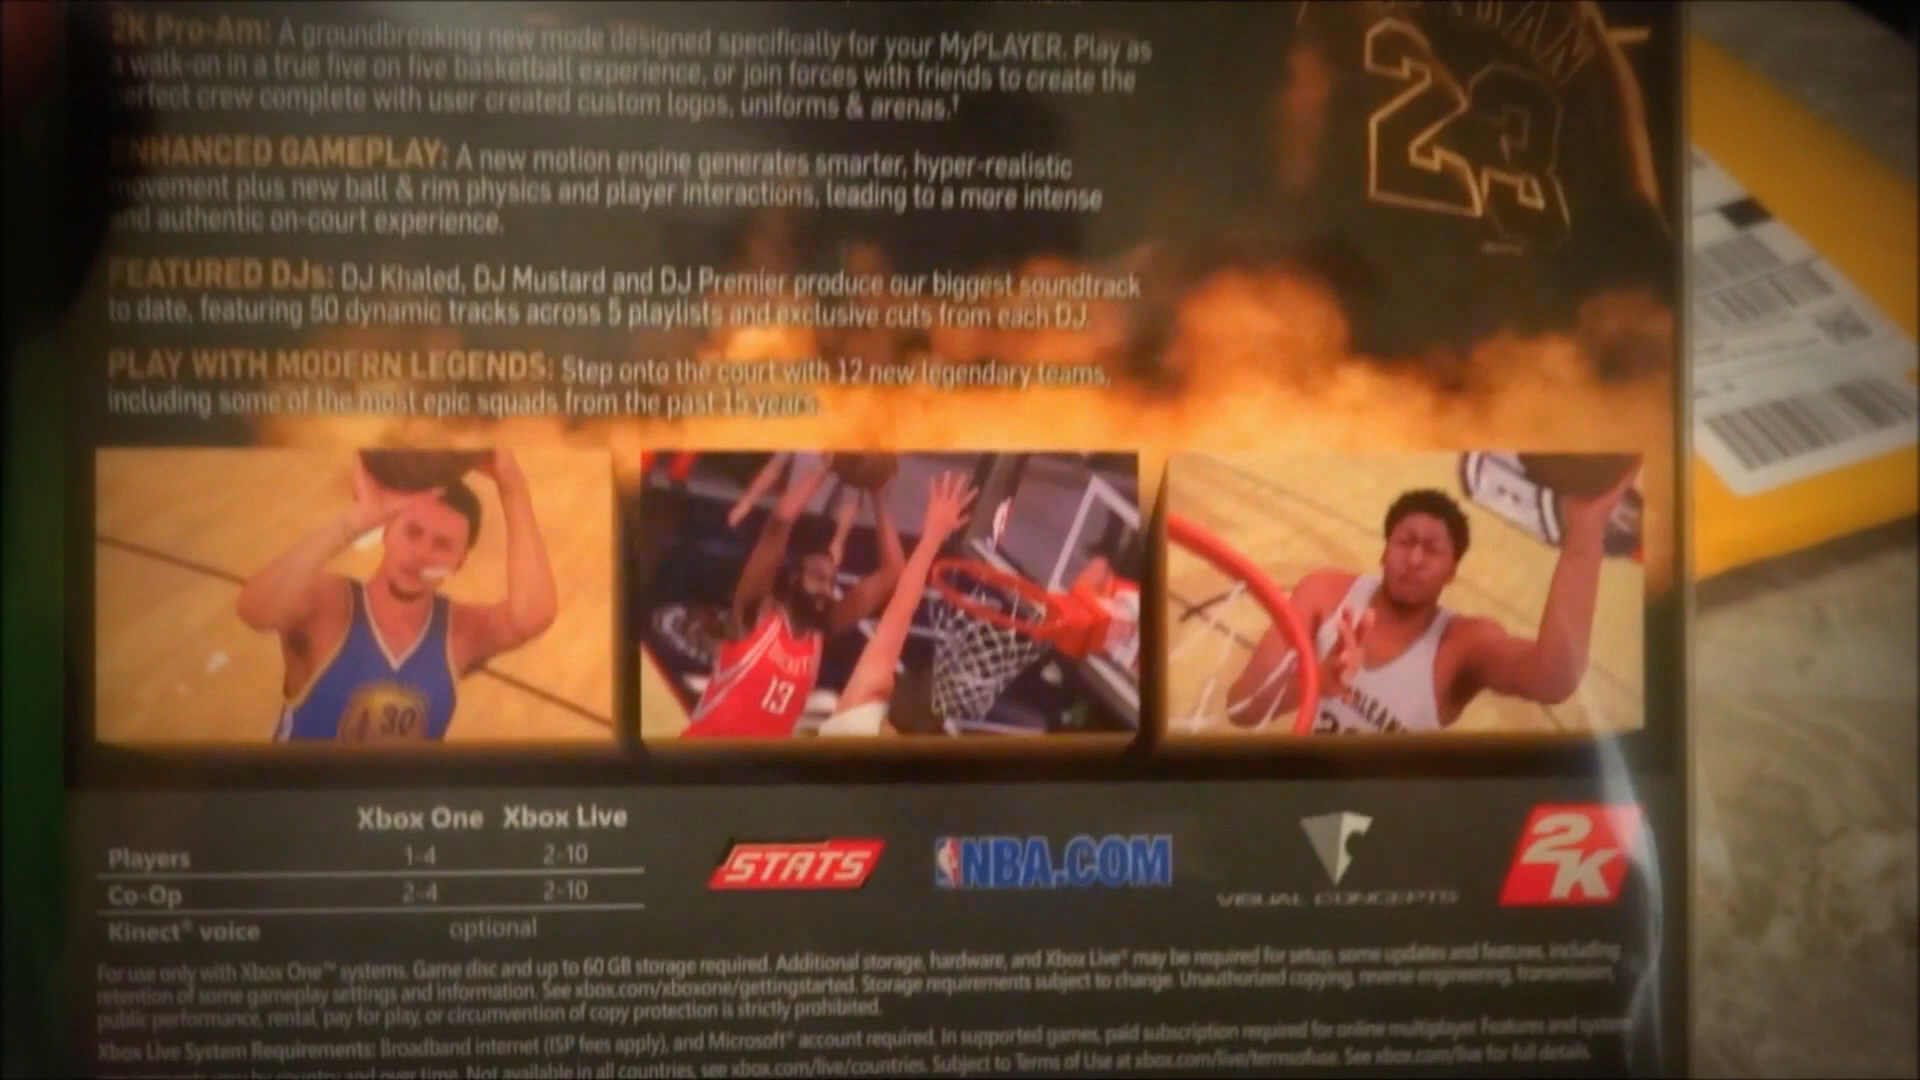 2K Pro-Am: A groundbreaking new mode designed specifically for your MyPLAYER. Play as
a walk-on in a true five on five basketball experience, or join forces with friends to create the
perfect crew complete with user created custom logos, uniforms & arenas.†
23
ENHANCED GAMEPLAY: A new motion engine generates smarter, hyper-realistic
movement plus new ball & rim physics and player interactions, leading to a more intense
and authentic on-court experience.
FEATURED DJs: DJ Khaled, DJ Mustard and DJ Premier produce our biggest soundtrack
to date, featuring 50 dynamic tracks across 5 playlists and exclusive cuts from each DJ.
PLAY WITH MODERN LEGENDS: Step onto the court with 12 new legendary teams,
including some of the most epic squads from the past 15 years.
30
13
Xbox One Xbox Live
Players 1-4 2-10
Co-Op 2-4 2-10
Kinect® voice optional
STATS
NBA.COM
VISUAL CONCEPTS
2K
For use only with Xbox One™ systems. Game disc and up to 60 GB storage required. Additional storage, hardware, and Xbox Live® may be required for setup, some updates and features, including
retention of some gameplay settings and information. See xbox.com/xboxone/gettingstarted. Storage requirements subject to change. Unauthorized copying, reverse engineering, transmission,
public performance, rental, pay for play, or circumvention of copy protection is strictly prohibited.
Xbox Live System Requirements: Broadband internet (ISP fees apply), and Microsoft® account required. In supported games, paid subscription required for online multiplayer. Features and system
requirements vary by country and over time. Not available in all countries, see xbox.com/live/countries. Subject to Terms of Use at xbox.com/live/termsofuse. See xbox.com/live for full details.